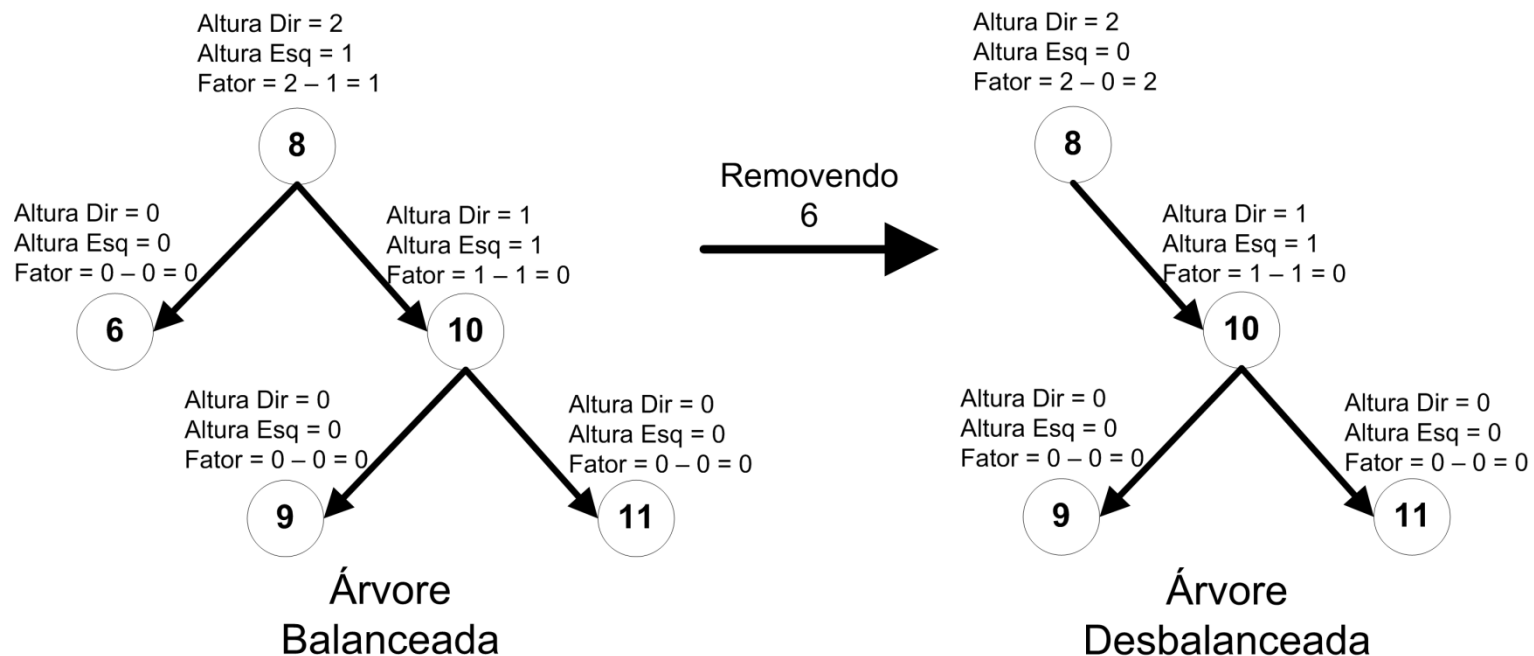 Altura Dir = 2
Altura Esq = 1
Fator = 2 – 1 = 1
8
Altura Dir = 0
Altura Esq = 0
Fator = 0 – 0 = 0
6
Altura Dir = 1
Altura Esq = 1
Fator = 1 – 1 = 0
10
Altura Dir = 0
Altura Esq = 0
Fator = 0 – 0 = 0
9
Altura Dir = 0
Altura Esq = 0
Fator = 0 – 0 = 0
11
Árvore
Balanceada
Removendo
6
Altura Dir = 2
Altura Esq = 0
Fator = 2 – 0 = 2
8
Altura Dir = 1
Altura Esq = 1
Fator = 1 – 1 = 0
10
Altura Dir = 0
Altura Esq = 0
Fator = 0 – 0 = 0
9
Altura Dir = 0
Altura Esq = 0
Fator = 0 – 0 = 0
11
Árvore
Desbalanceada